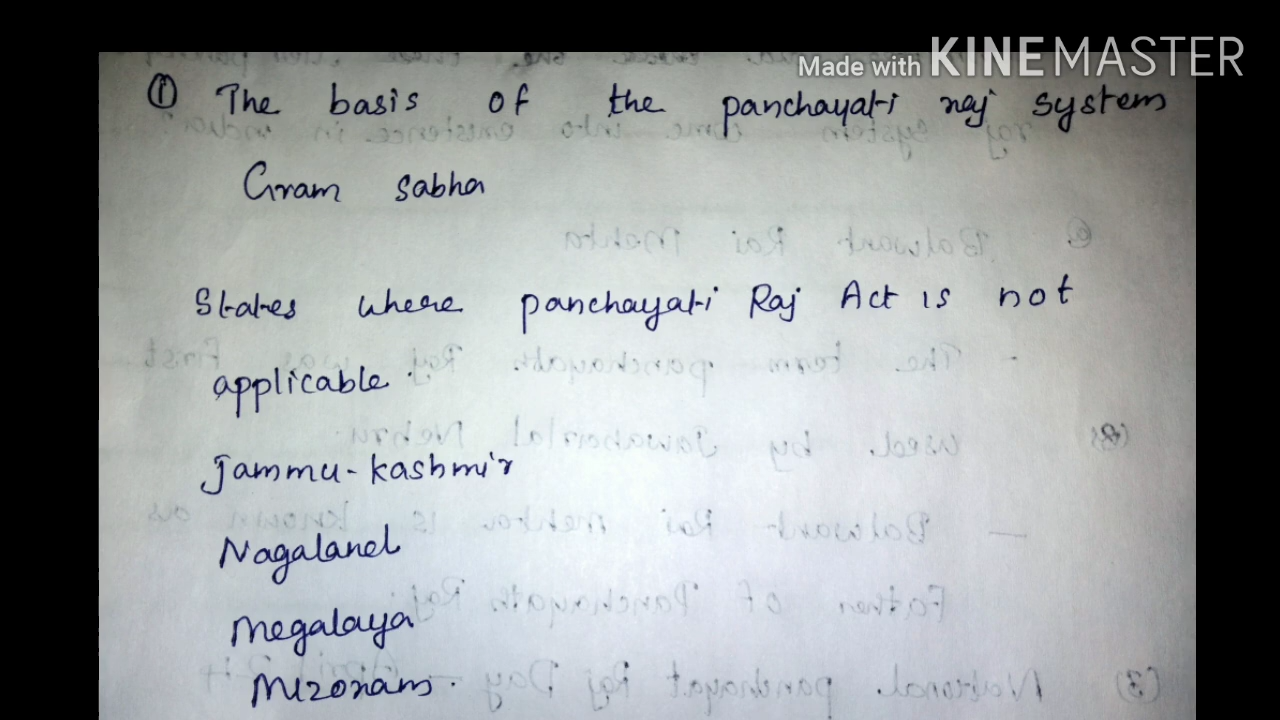 Made with KINEMASTER
① The basis of the panchayati raj system
Gram sabha
States where panchayati Raj Act is not
applicable.
Jammu-kashmir
Nagaland
Megalaya
Mizoram.